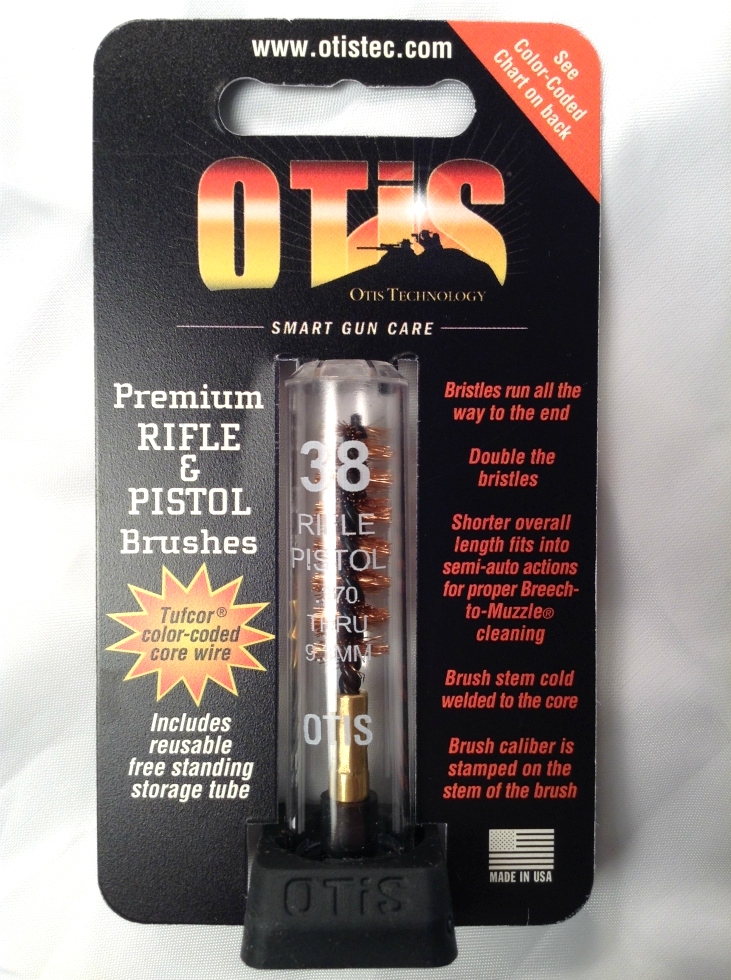 www.otistec.com
See
Color-Coded
Chart on back
OTiS
OTIS TECHNOLOGY
SMART GUN CARE
Premium
RIFLE
&
PISTOL
Brushes
Tufcor®
color-coded
core wire
Includes
reusable
free standing
storage tube
38
RIFLE
PISTOL
THRU
OTIS
OTiS
Bristles run all the
way to the end
Double the
bristles
Shorter overall
length fits into
semi-auto actions
for proper Breech-
to-Muzzle®
cleaning
Brush stem cold
welded to the core
Brush caliber is
stamped on the
stem of the brush
MADE IN USA